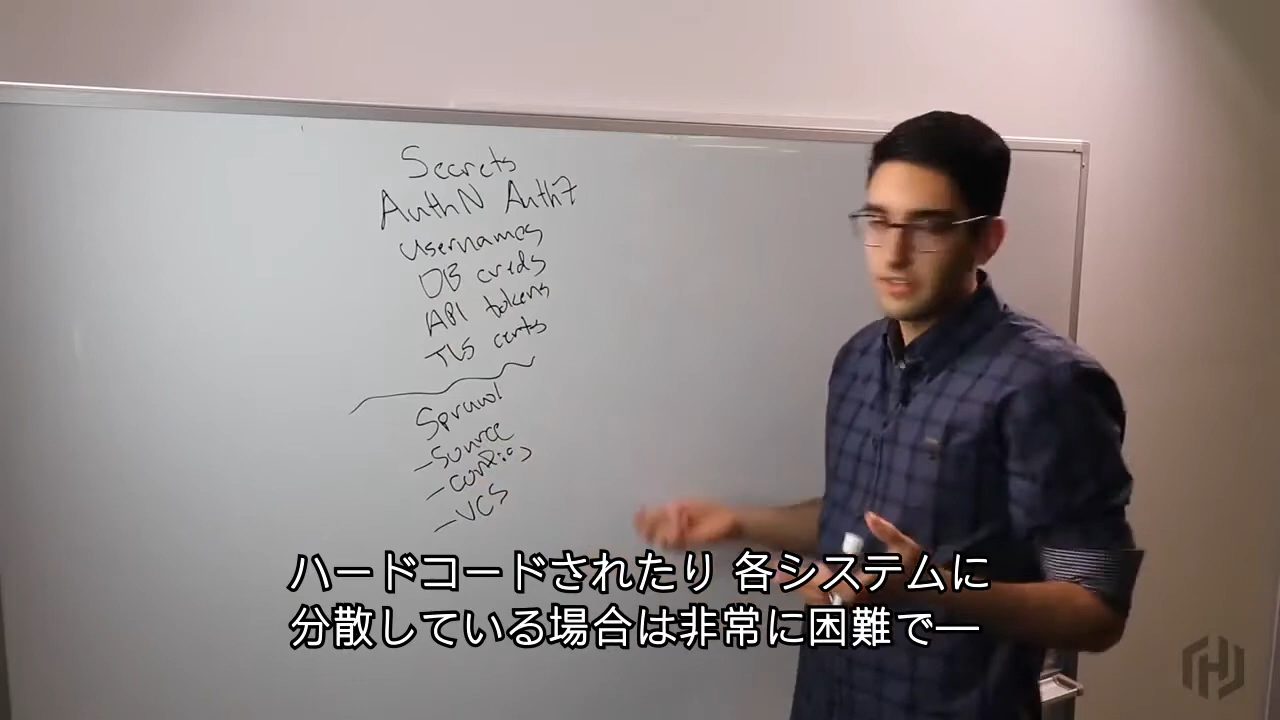 Secrets
AuthN AuthZ
Usernames
DB creds
API tokens
TLS certs
Sprawl
-Source
-Config
-VCS
ハードコードされたり 各システムに
分散している場合は非常に困難で―